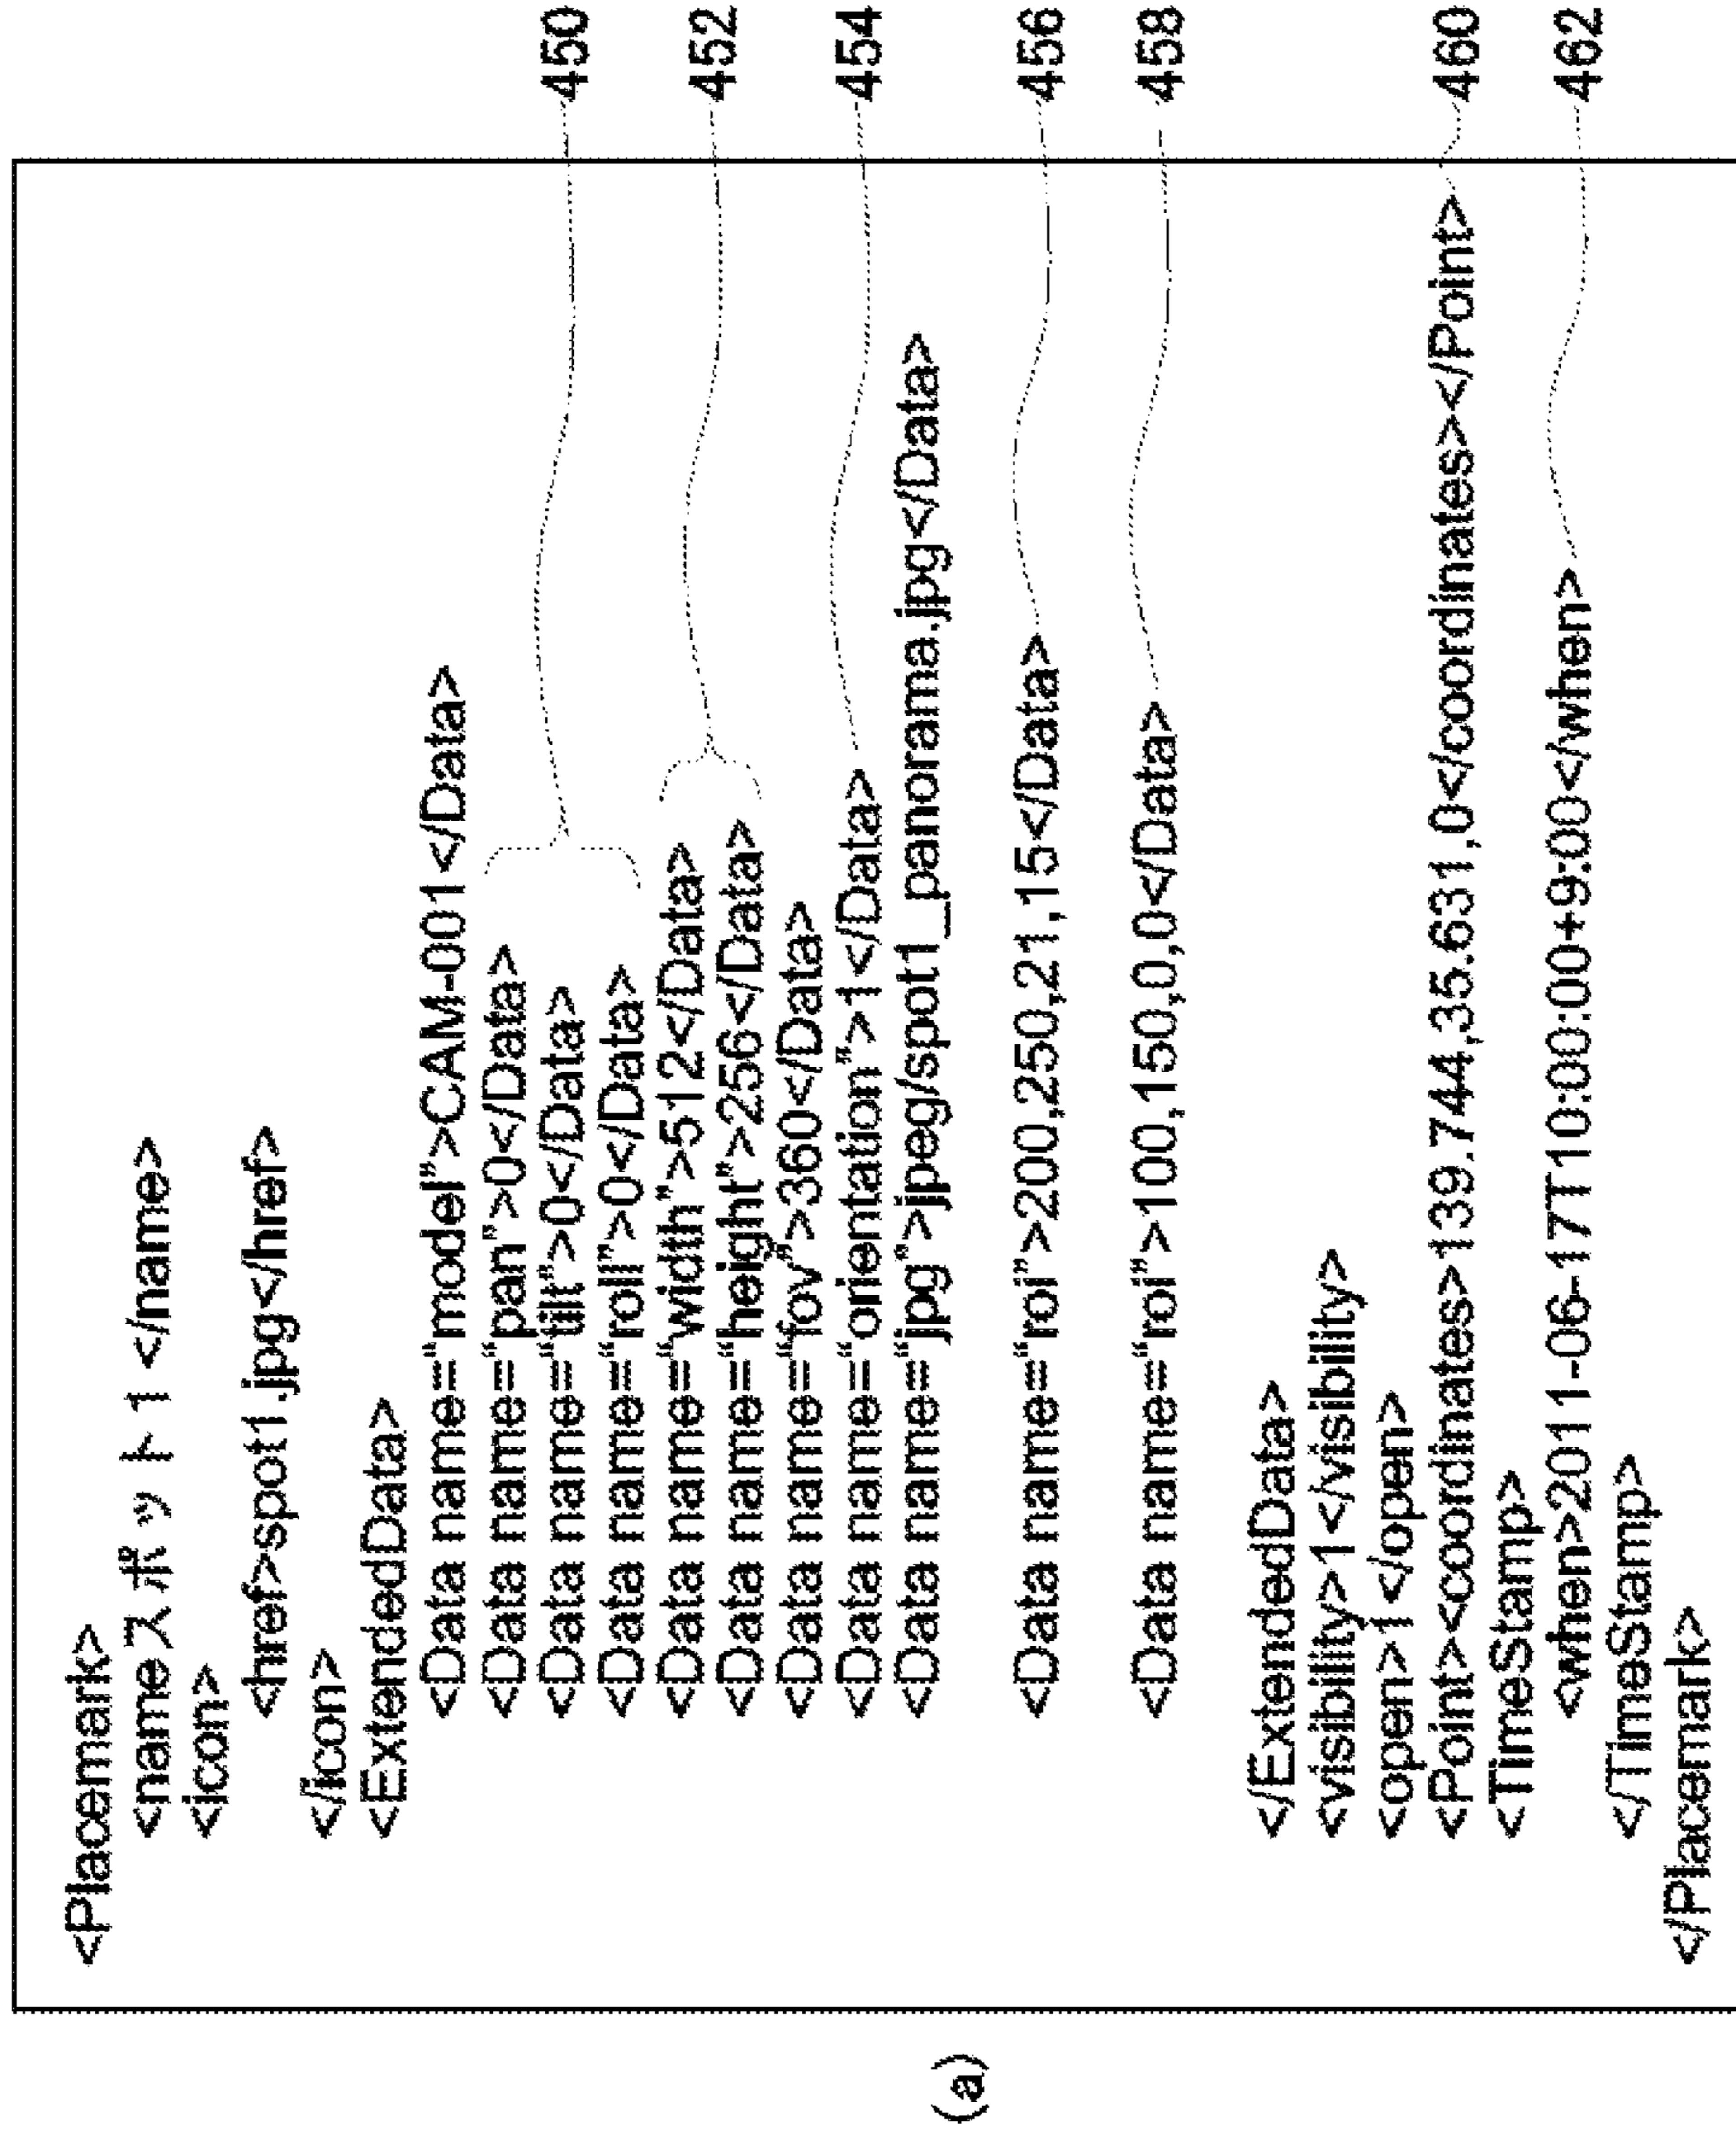 (a)
<Placemark>
<nameスポット1</name>
<icon>
<href>spot1.jpg</href>
</icon>
<ExtendedData>
<Data name="model">CAM-001</Data>
<Data name="pan">0</Data>
<Data name="tilt">0</Data>
<Data name="roll">0</Data>
450
<Data name="width">512</Data>
<Data name="height">256</Data>
452
<Data name="fov">360</Data>
<Data name="orientation">1</Data>
454
<Data name="jpg">jpeg/spot1_panorama.jpg</Data>
<Data name="roi">200,250,21,15</Data>
456
<Data name="roi">100,150,0,0</Data>
458
</ExtendedData>
<visibility>1</visibility>
<open>1</open>
<Point><coordinates>139.744,35.631,0</coordinates></Point>
460
<TimeStamp>
<when>2011-06-17T10:00:00+9:00</when>
462
</TimeStamp>
</Placemark>